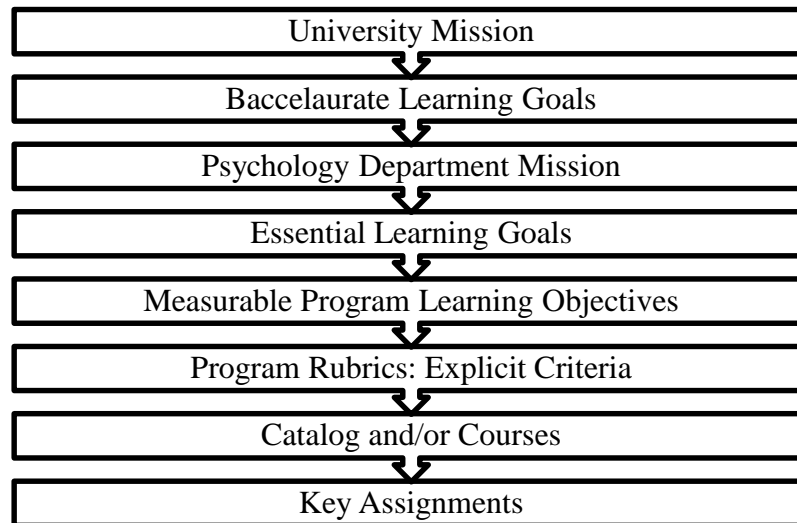 University Mission
Baccelaurate Learning Goals
Psychology Department Mission
Essential Learning Goals
Measurable Program Learning Objectives
Program Rubrics: Explicit Criteria
Catalog and/or Courses
Key Assignments